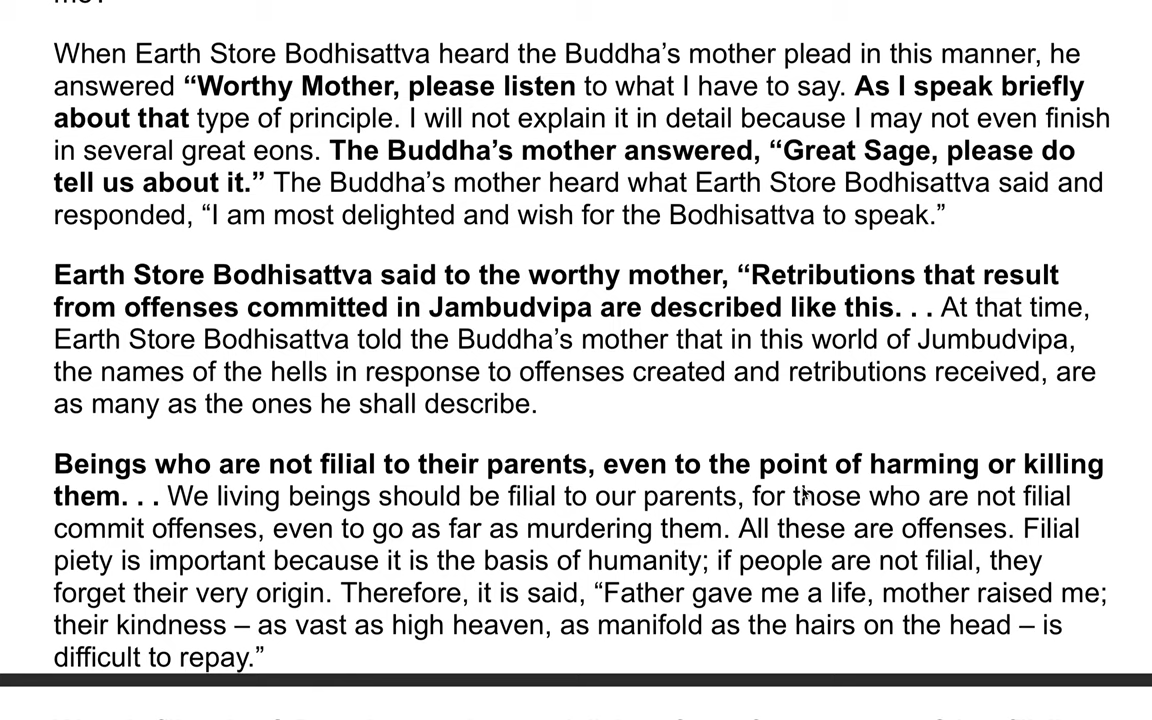 When Earth Store Bodhisattva heard the Buddha’s mother plead in this manner, he
answered “Worthy Mother, please listen to what I have to say. As I speak briefly
about that type of principle. I will not explain it in detail because I may not even finish
in several great eons. The Buddha’s mother answered, “Great Sage, please do
tell us about it.” The Buddha’s mother heard what Earth Store Bodhisattva said and
responded, “I am most delighted and wish for the Bodhisattva to speak.”
Earth Store Bodhisattva said to the worthy mother, “Retributions that result
from offenses committed in Jambudvipa are described like this. . . At that time,
Earth Store Bodhisattva told the Buddha’s mother that in this world of Jumbudvipa,
the names of the hells in response to offenses created and retributions received, are
as many as the ones he shall describe.
Beings who are not filial to their parents, even to the point of harming or killing
them. . . We living beings should be filial to our parents, for those who are not filial
commit offenses, even to go as far as murdering them. All these are offenses. Filial
piety is important because it is the basis of humanity; if people are not filial, they
forget their very origin. Therefore, it is said, “Father gave me a life, mother raised me;
their kindness – as vast as high heaven, as manifold as the hairs on the head – is
difficult to repay.”